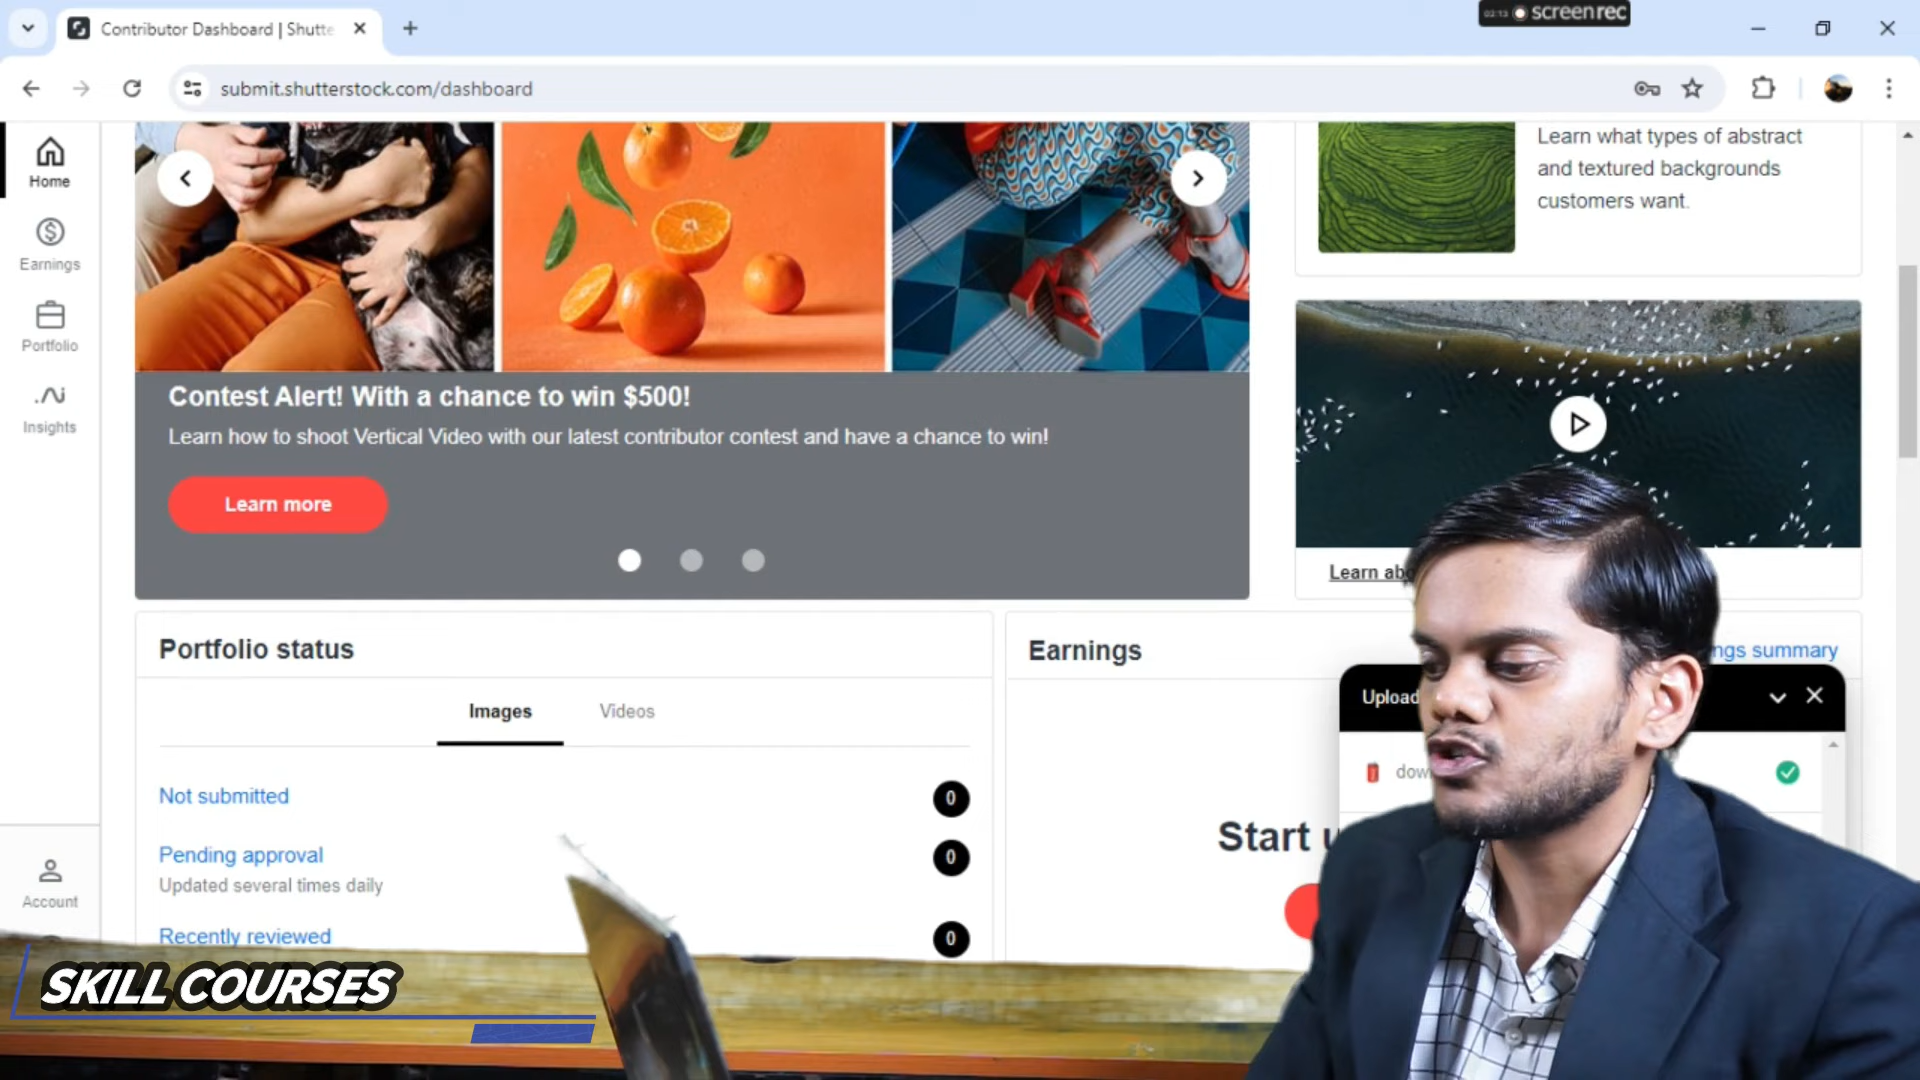 Contributor Dashboard | Shutte
02:13 screenrec
submit.shutterstock.com/dashboard
Home
Earnings
Portfolio
Insights
Account
Learn what types of abstract
and textured backgrounds
customers want.
Contest Alert! With a chance to win $500!
Learn how to shoot Vertical Video with our latest contributor contest and have a chance to win!
Learn more
Learn abo
Portfolio status
Images
Videos
Not submitted
0
Pending approval
0
Updated several times daily
Recently reviewed
0
Earnings
ngs summary
Upload
dow
Start u
SKILL COURSES